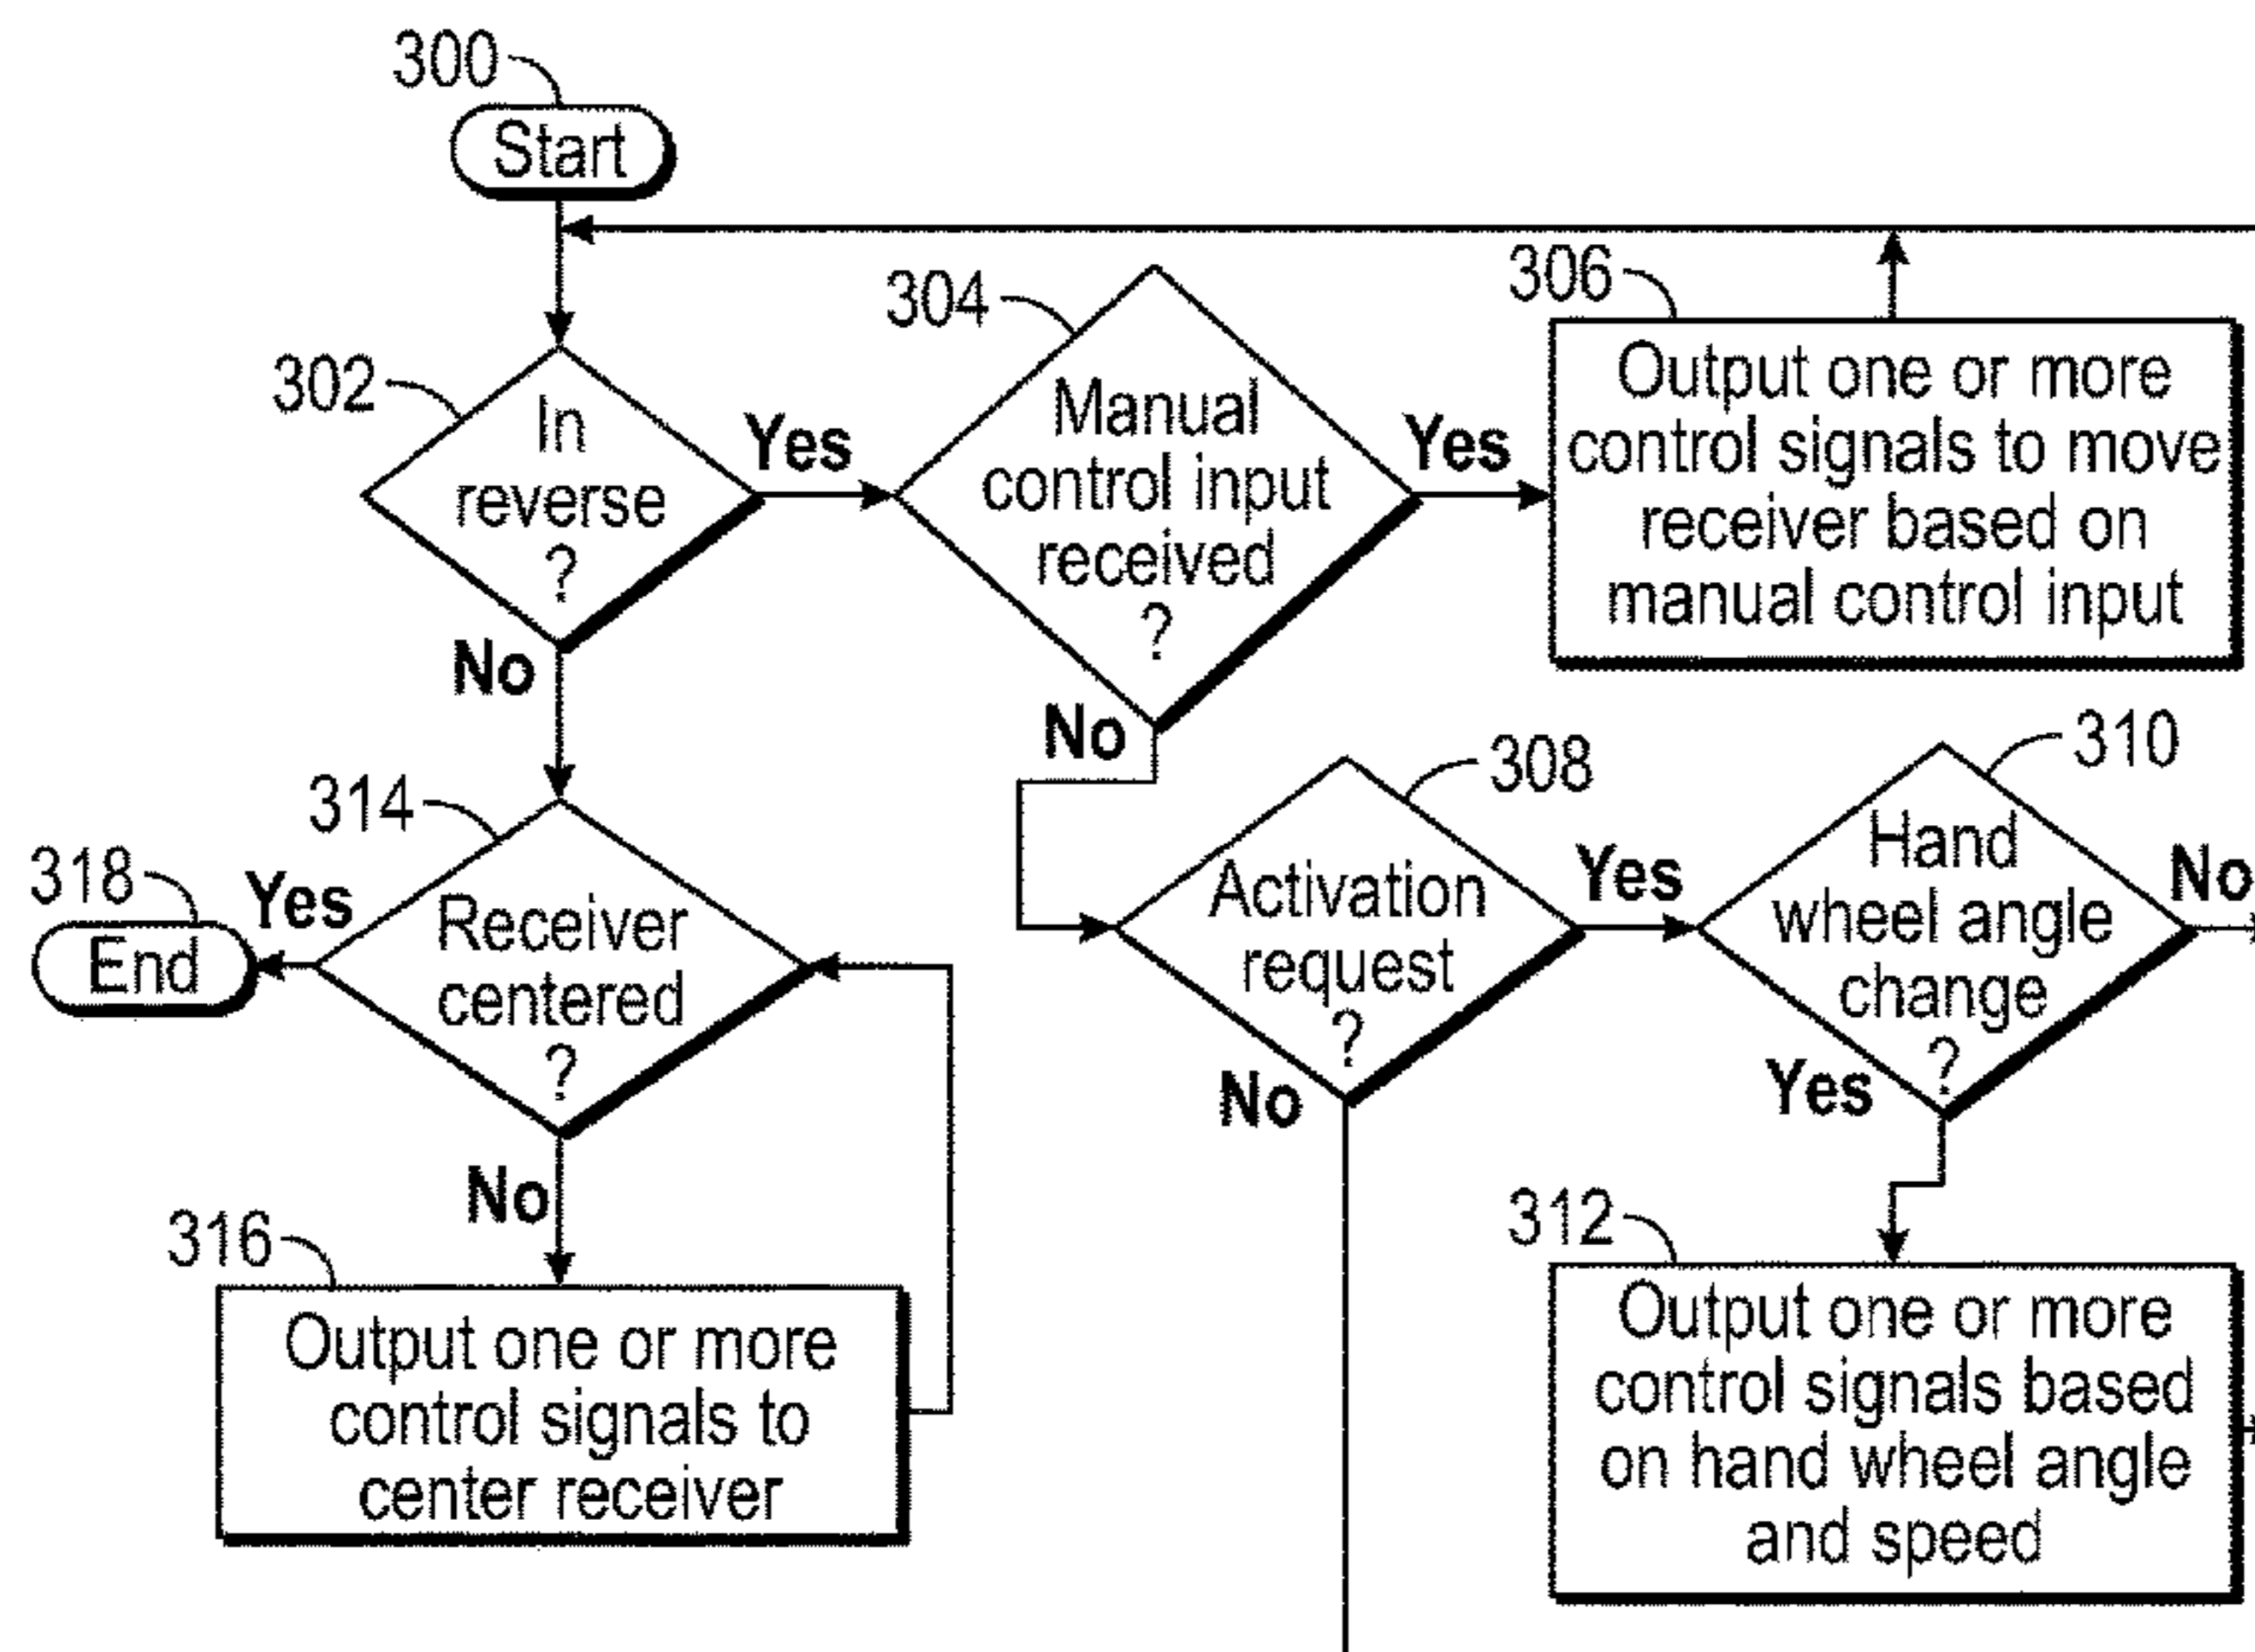 300
Start
302
In
reverse
?
Yes
No
304
Manual
control input
received
?
Yes
No
306
Output one or more
control signals to move
receiver based on
manual control input
308
Activation
request
?
Yes
No
310
Hand
wheel angle
change
?
No
Yes
312
Output one or more
control signals based
on hand wheel angle
and speed
314
Receiver
centered
?
Yes
No
318
End
316
Output one or more
control signals to
center receiver